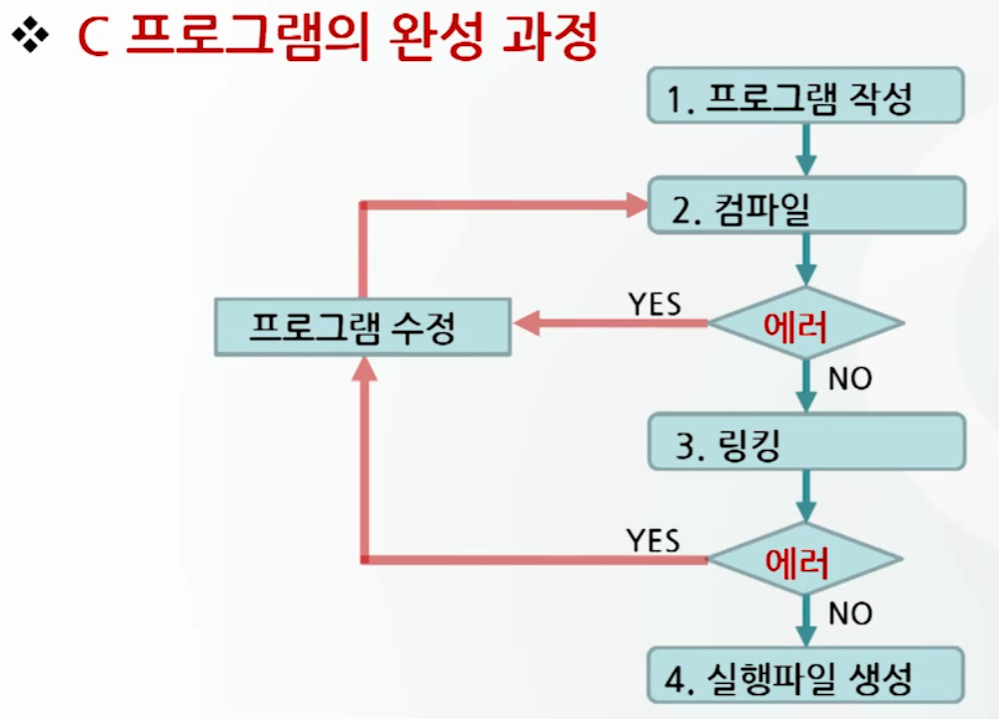 ❖ C 프로그램의 완성 과정
1. 프로그램 작성
2. 컴파일
YES
에러
프로그램 수정
NO
3. 링킹
YES
에러
NO
4. 실행파일 생성